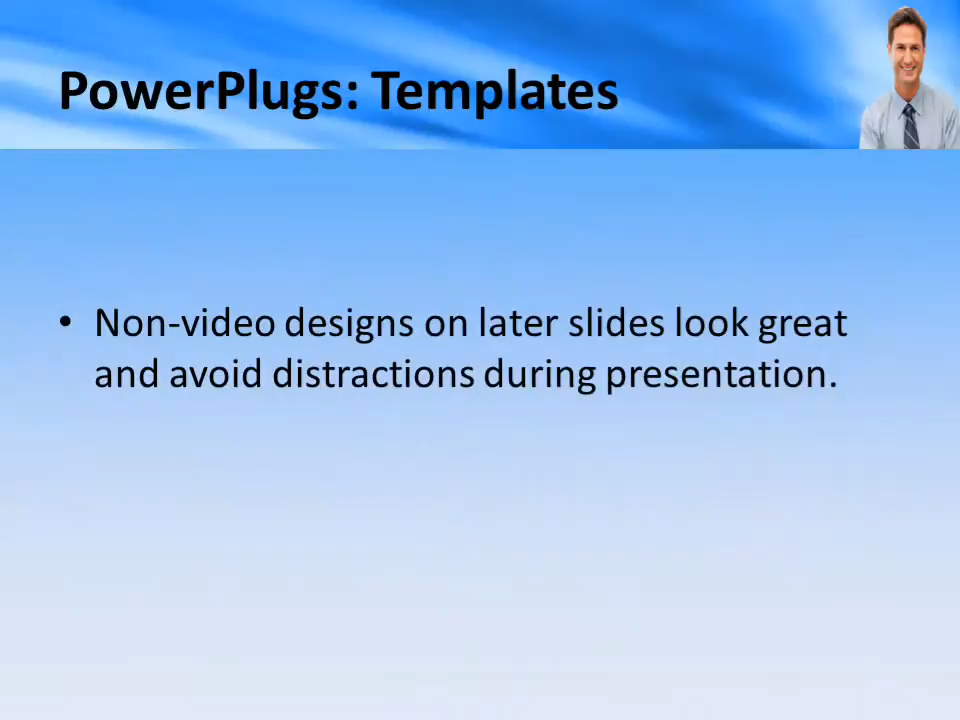 PowerPlugs: Templates
• Non-video designs on later slides look great
and avoid distractions during presentation.